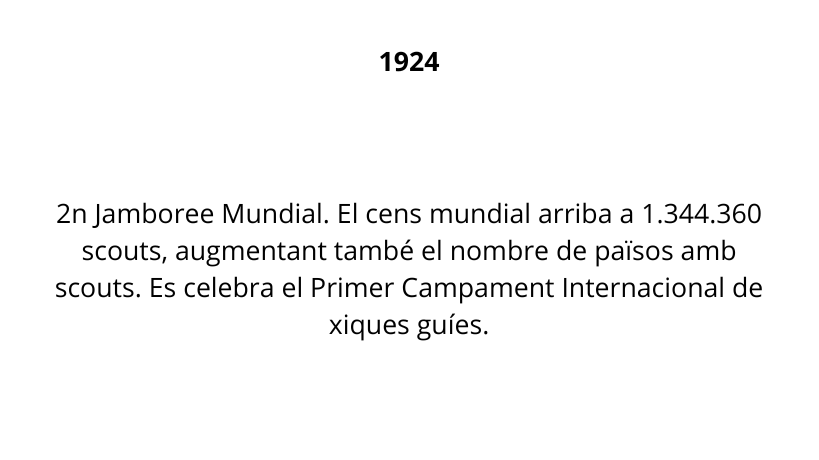 1924
2n Jamboree Mundial. El cens mundial arriba a 1.344.360
scouts, augmentant també el nombre de països amb
scouts. Es celebra el Primer Campament Internacional de
xiques guíes.